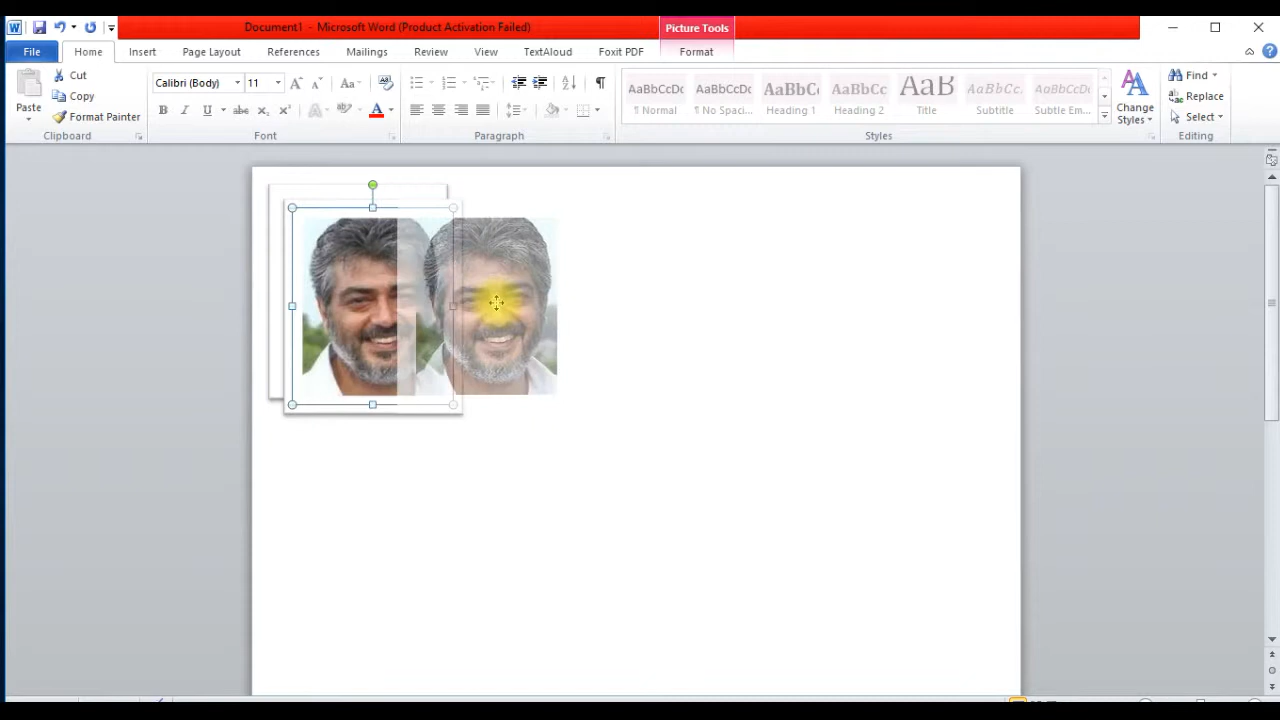 Document1 - Microsoft Word (Product Activation Failed)
Picture Tools
File Home Insert Page Layout References Mailings Review View TextAloud Foxit PDF Format
Cut
Copy
Format Painter
Paste
Clipboard
Calibri (Body) 11
Font
Paragraph
AaBbCcDc AaBbCcDc AaBbC AaBbCc AaB AaBbCc. AaBbCcDc
¶ Normal ¶ No Spaci... Heading 1 Heading 2 Title Subtitle Subtle Em...
Styles
Change
Styles
Find
Replace
Select
Editing